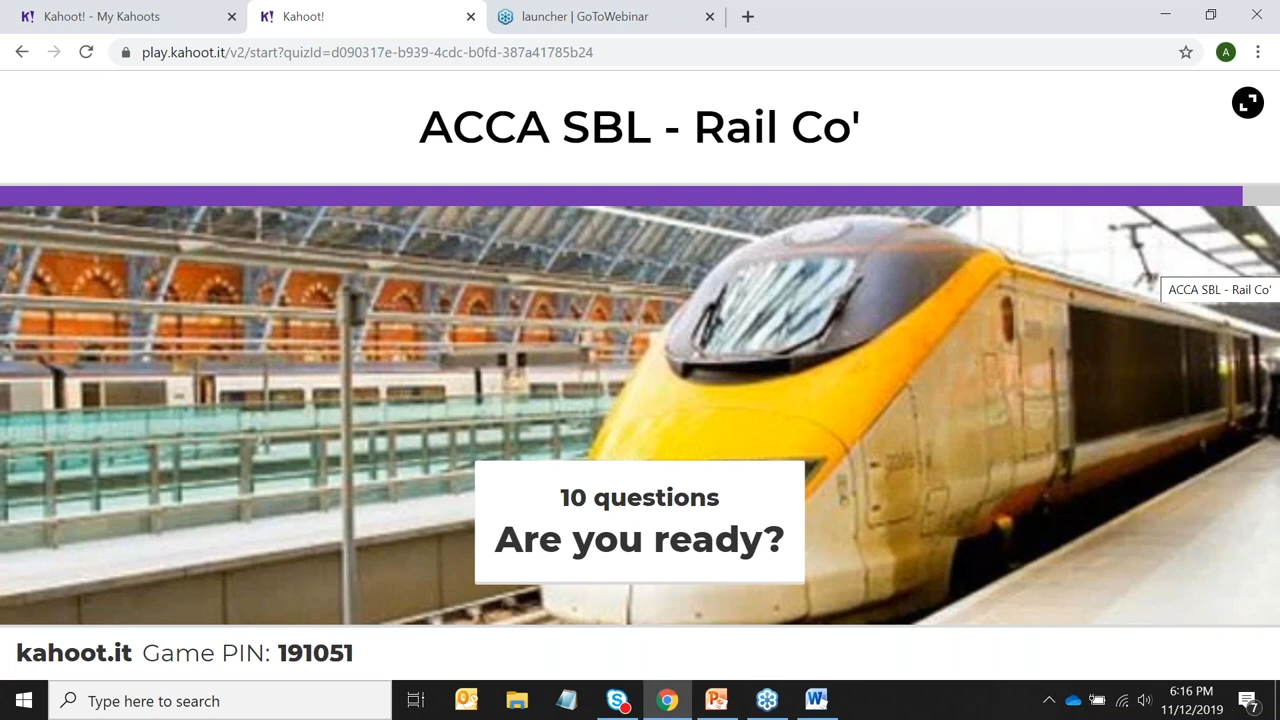 K! Kahoot! - My Kahoots
K! Kahoot!
launcher | GoToWebinar
play.kahoot.it/v2/start?quizId=d090317e-b939-4cdc-b0fd-387a41785b24
A
ACCA SBL - Rail Co'
ACCA SBL - Rail Co'
10 questions
Are you ready?
kahoot.it Game PIN: 191051
Type here to search
6:16 PM
11/12/2019
7